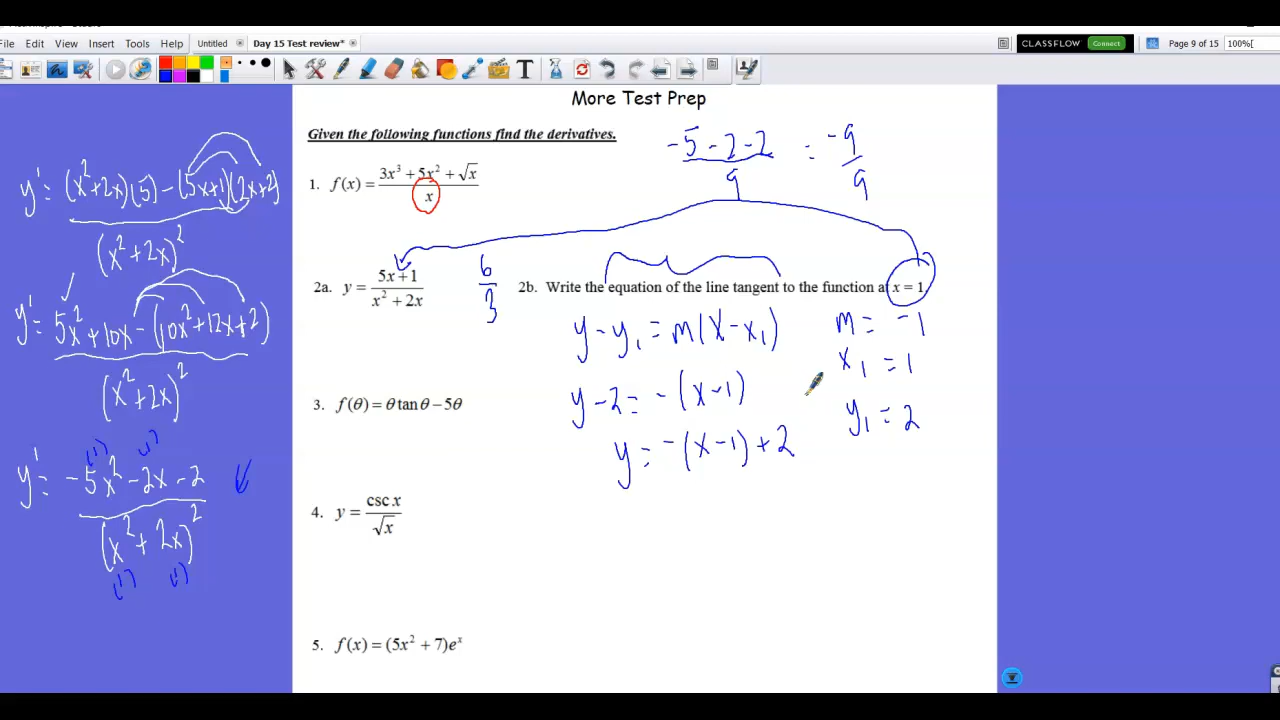 File Edit View Insert Tools Help
Untitled
Day 15 Test review*
CLASSFLOW Connect
Page 9 of 15
100%[
More Test Prep
Given the following functions find the derivatives.
-5 - 2 - 2 / 9 = -9 / 9
1. f(x) = (3x³ + 5x² + √x) / x
y' = (x² + 2x)(5) - (5x+1)(2x+2) / (x² + 2x)²
2a. y = (5x + 1) / (x² + 2x)
6 / 3
2b. Write the equation of the line tangent to the function at x = 1.
y' = 5x² + 10x - (10x² + 12x + 2) / (x² + 2x)²
y - y₁ = m(x - x₁)
m = -1
x₁ = 1
y₁ = 2
y - 2 = -(x - 1)
y = -(x - 1) + 2
3. f(θ) = θ tan θ − 5θ
(1) (1)
y' = -5x² - 2x - 2 / (x² + 2x)²
(1) (1)
4. y = csc x / √x
5. f(x) = (5x² + 7)eˣ